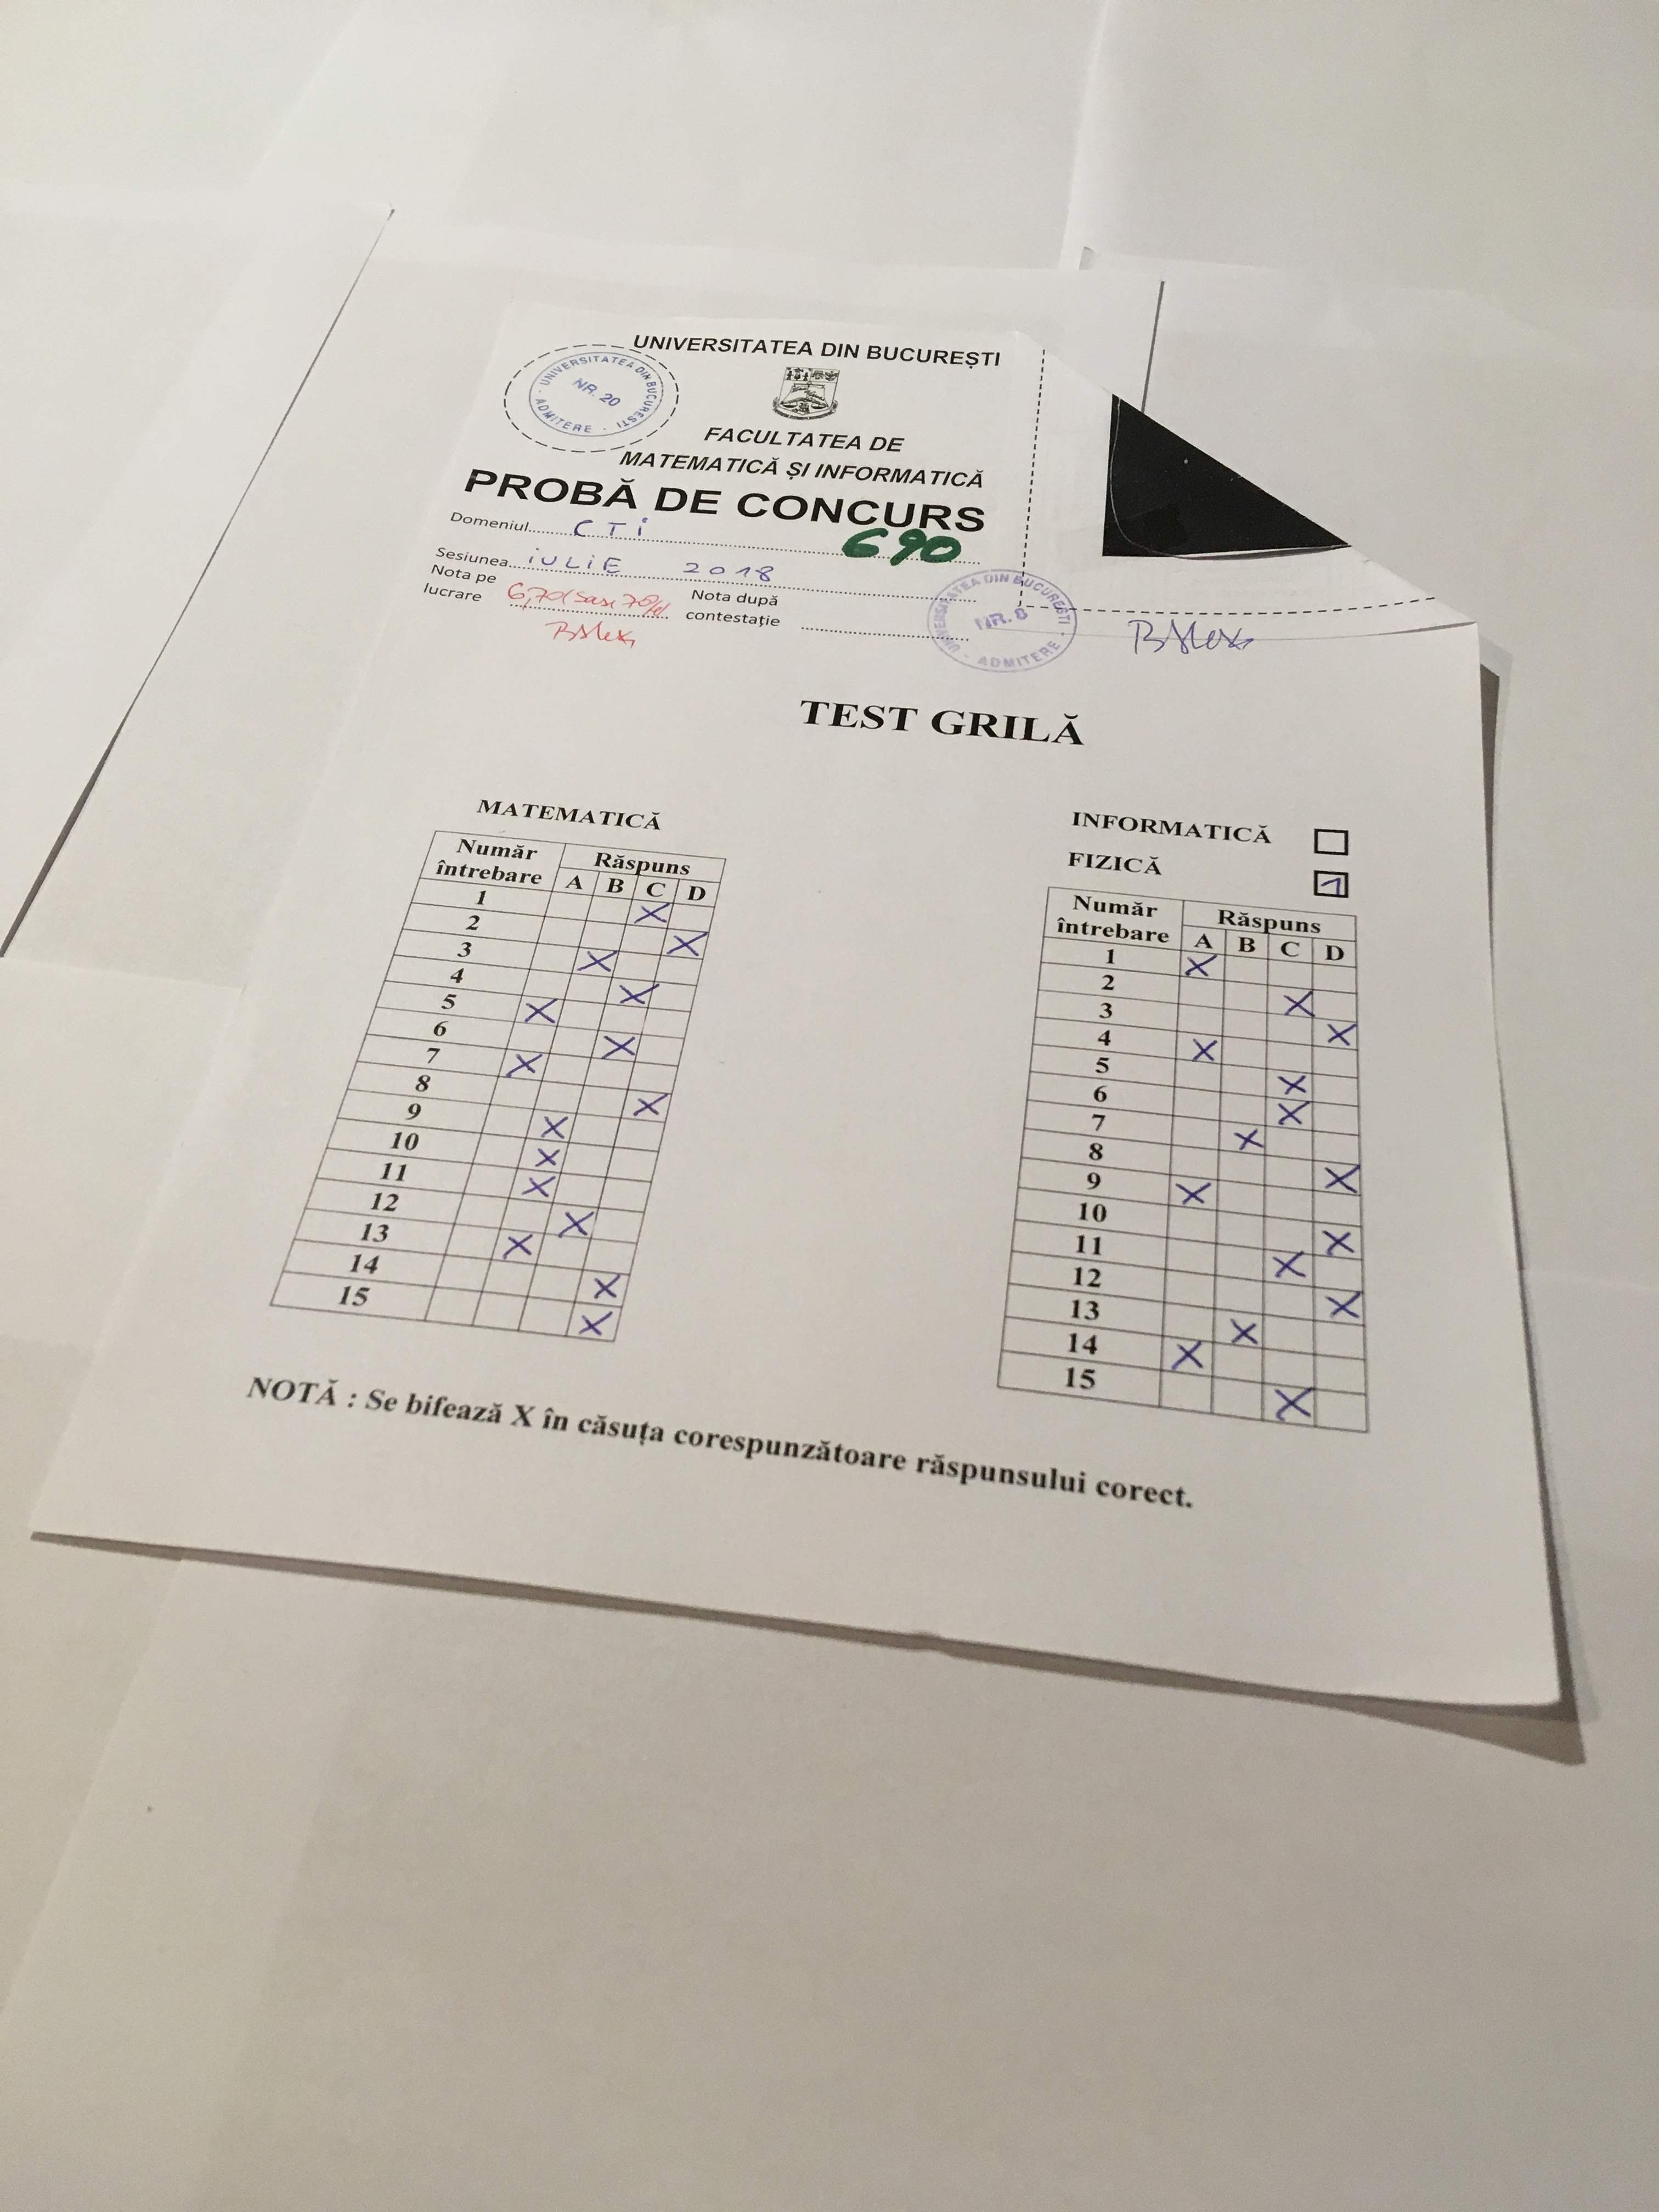 UNIVERSITATEA DIN BUCUREȘTI
UNIVERSITATEA DIN BUCUREȘTI · ADMITERE ·
NR. 20
FACULTATEA DE
MATEMATICĂ ȘI INFORMATICĂ
PROBĂ DE CONCURS
Domeniul CTi
690
Sesiunea iULiE 2018
Nota pe lucrare 6,70
Nota după contestație
UNIVERSITATEA DIN BUCUREȘTI · ADMITERE ·
NR. 8
TEST GRILĂ
MATEMATICĂ
Număr întrebare Răspuns
A B C D
1 X
2 X
3 X
4 X
5 X
6 X
7 X
8 X
9 X
10 X
11 X
12 X
13 X
14 X
15 X
INFORMATICĂ
FIZICĂ 1
Număr întrebare Răspuns
A B C D
1 X
2 X
3 X
4 X
5 X
6 X
7 X
8 X
9 X
10 X
11 X
12 X
13 X
14 X
15 X
NOTĂ : Se bifează X în căsuța corespunzătoare răspunsului corect.